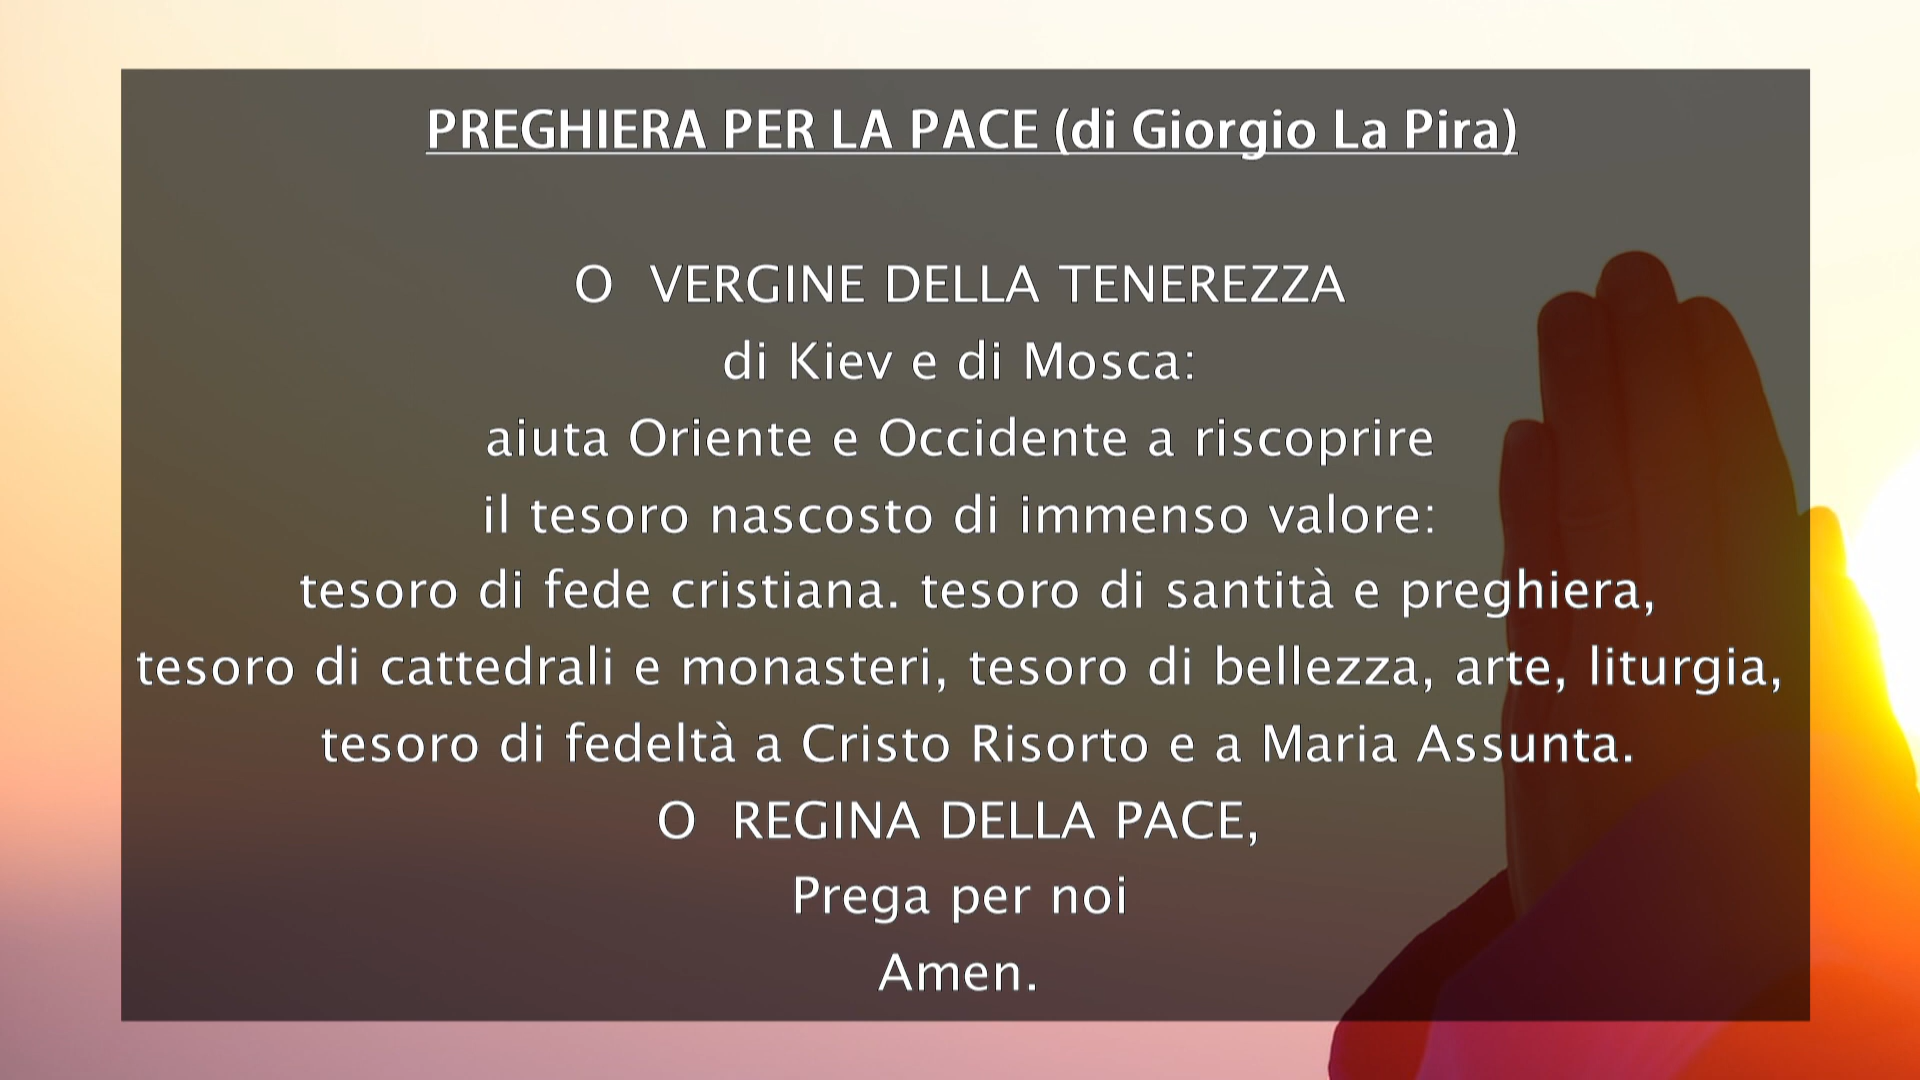 PREGHIERA PER LA PACE (di Giorgio La Pira)
O VERGINE DELLA TENEREZZA
di Kiev e di Mosca:
aiuta Oriente e Occidente a riscoprire
il tesoro nascosto di immenso valore:
tesoro di fede cristiana. tesoro di santità e preghiera,
tesoro di cattedrali e monasteri, tesoro di bellezza, arte, liturgia,
tesoro di fedeltà a Cristo Risorto e a Maria Assunta.
O REGINA DELLA PACE,
Prega per noi
Amen.